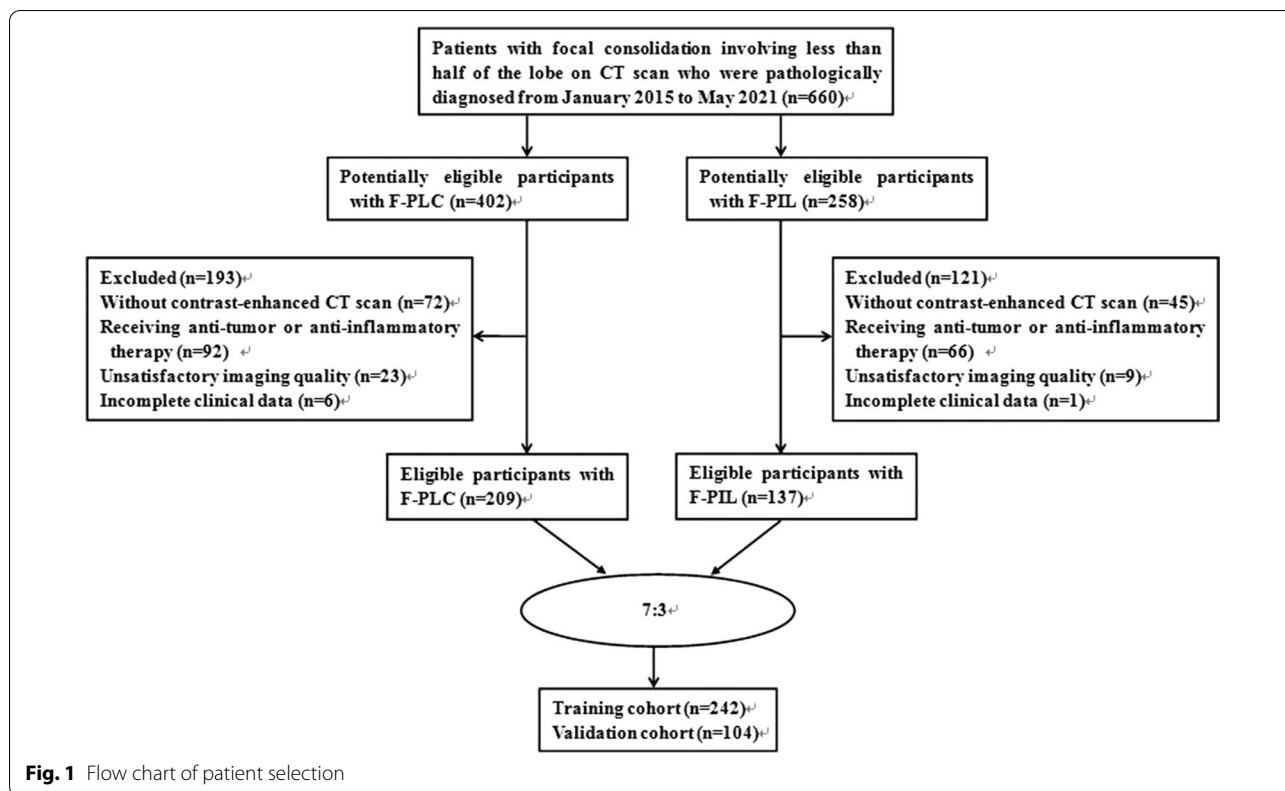 Patients with focal consolidation involving less than
half of the lobe on CT scan who were pathologically
diagnosed from January 2015 to May 2021 (n=660)↵
Potentially eligible participants
with F-PLC (n=402)↵
Potentially eligible participants
with F-PIL (n=258)↵
Excluded (n=193)↵
Without contrast-enhanced CT scan (n=72)↵
Receiving anti-tumor or anti-inflammatory
therapy (n=92) ↵
Unsatisfactory imaging quality (n=23)↵
Incomplete clinical data (n=6)↵
Excluded (n=121)↵
Without contrast-enhanced CT scan (n=45)↵
Receiving anti-tumor or anti-inflammatory
therapy (n=66) ↵
Unsatisfactory imaging quality (n=9)↵
Incomplete clinical data (n=1)↵
Eligible participants with
F-PLC (n=209)↵
Eligible participants with
F-PIL (n=137)↵
7:3↵
Training cohort (n=242)↵
Validation cohort (n=104)↵
Fig. 1 Flow chart of patient selection